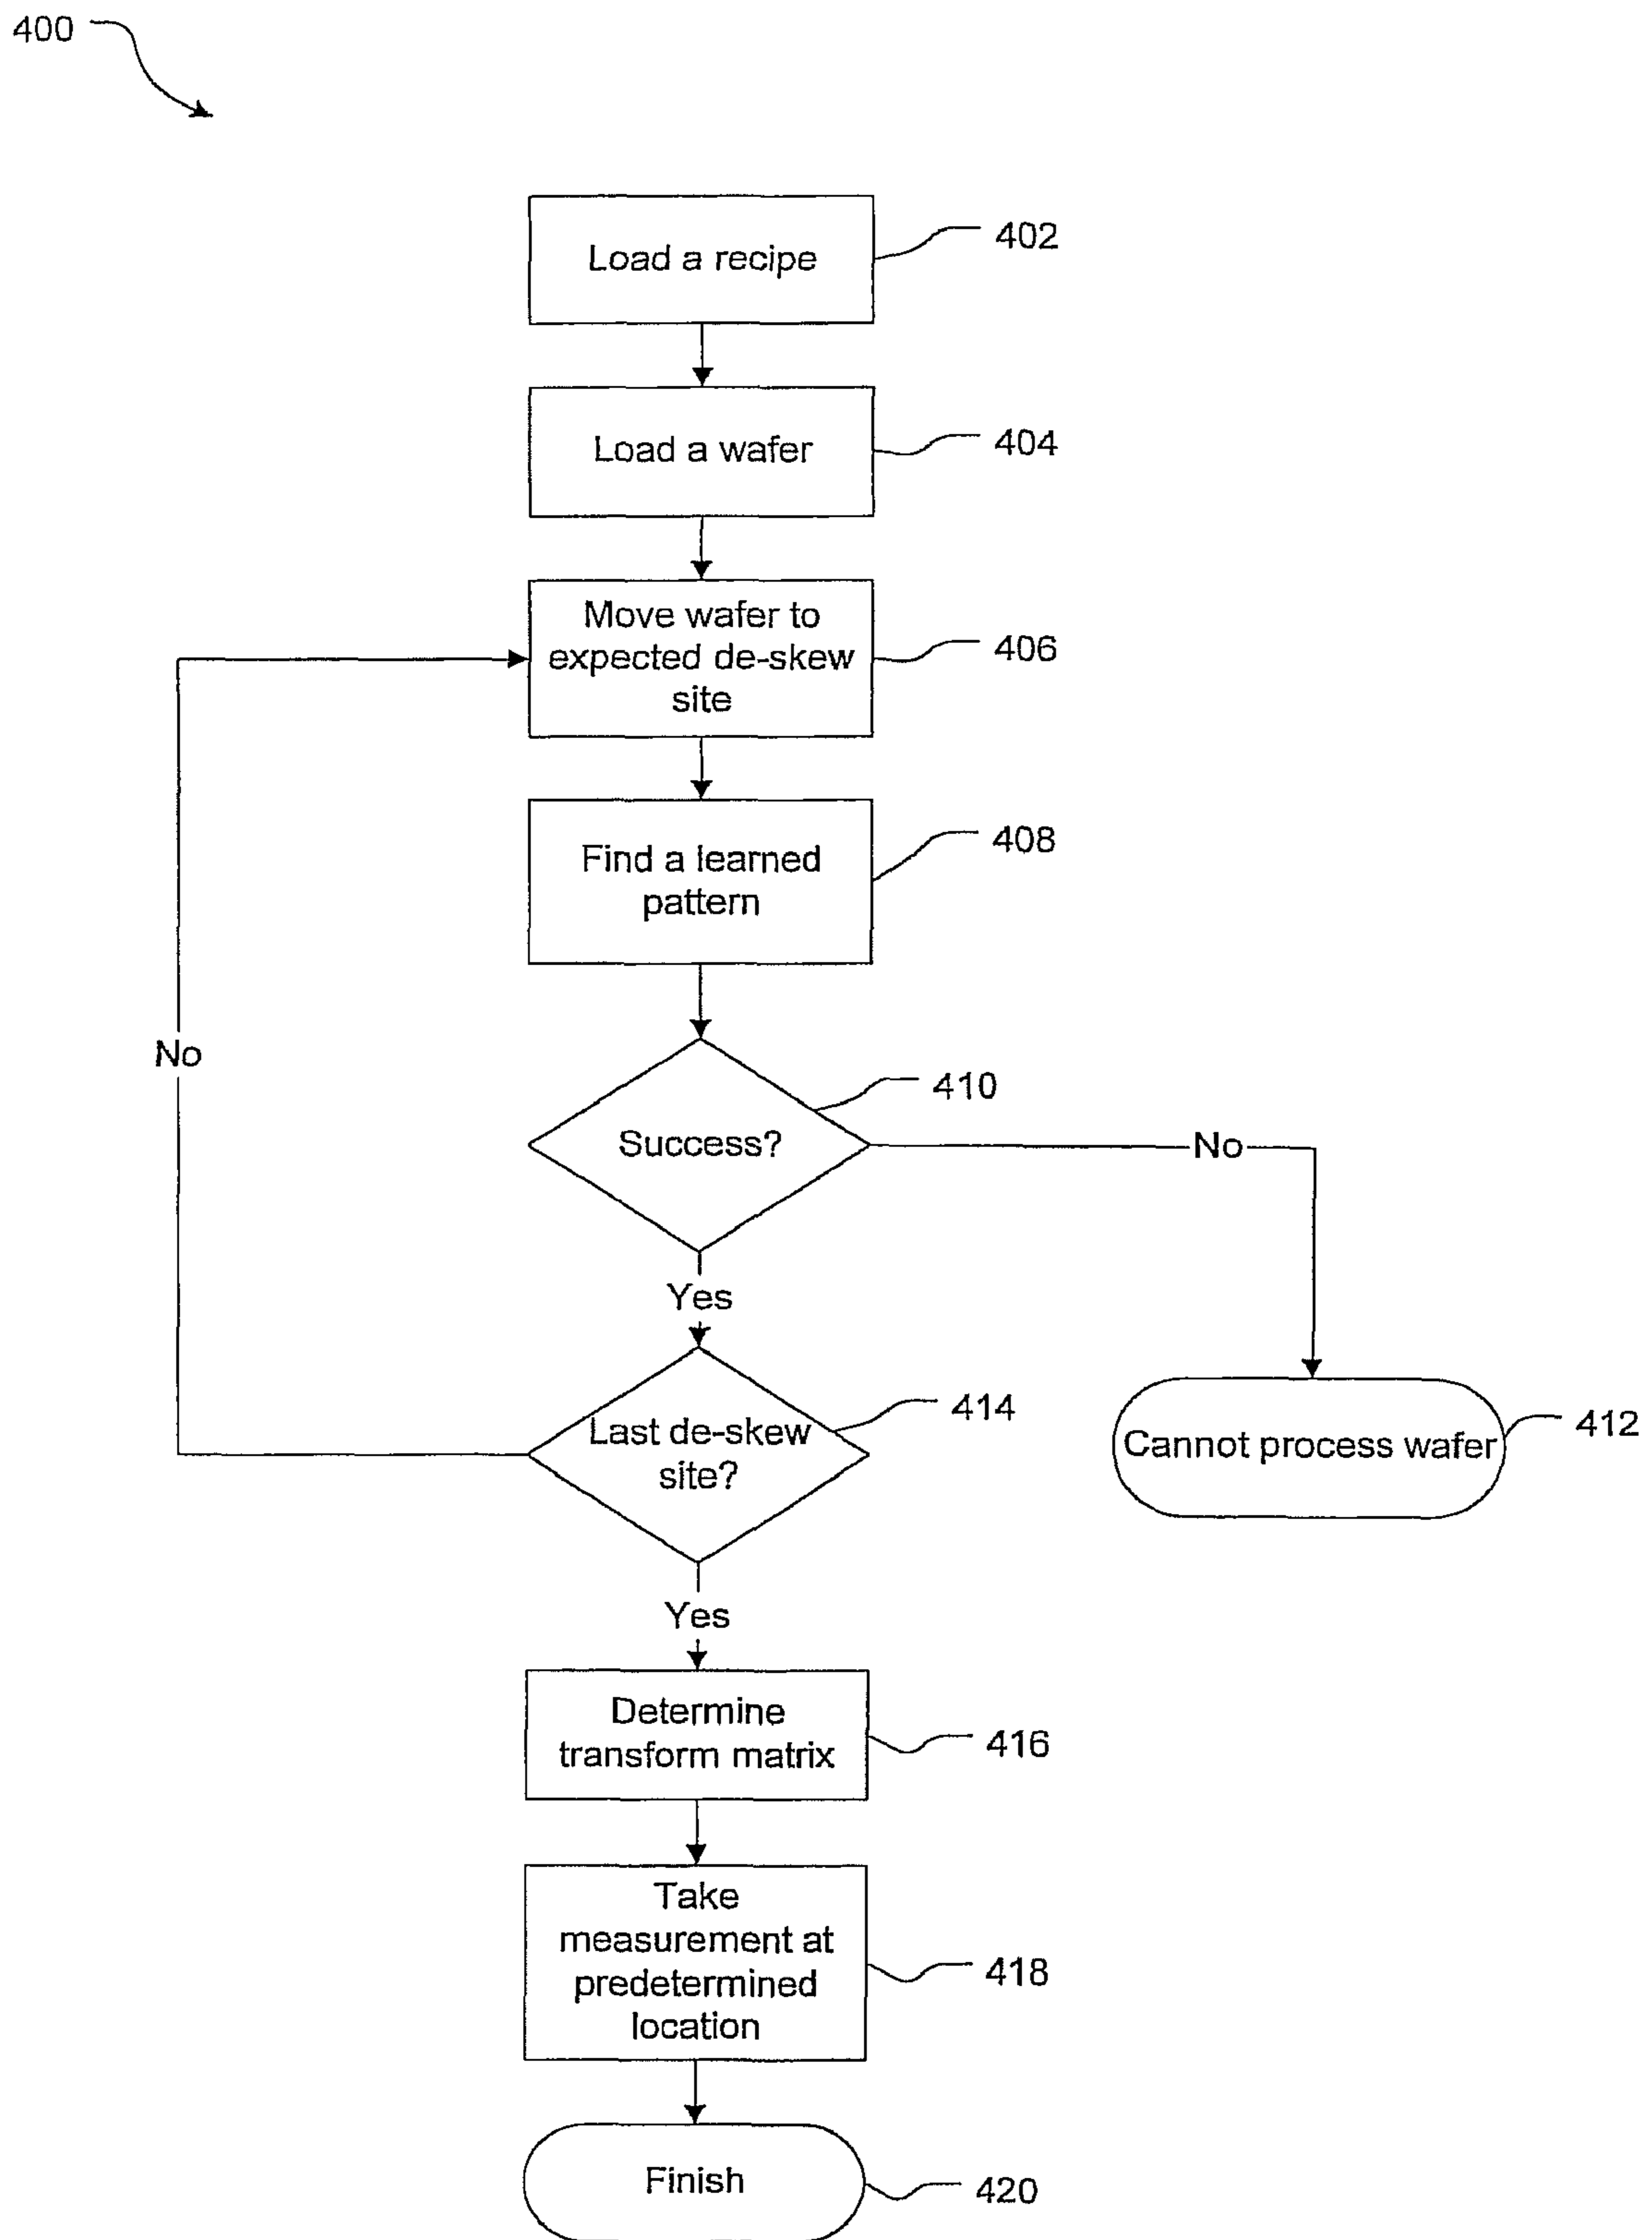 400
Load a recipe
402
Load a wafer
404
Move wafer to
expected de-skew
site
406
Find a learned
pattern
408
No
410
Success?
No
Yes
414
Last de-skew
site?
412
Cannot process wafer
Yes
Determine
transform matrix
416
Take
measurement at
predetermined
location
418
Finish
420